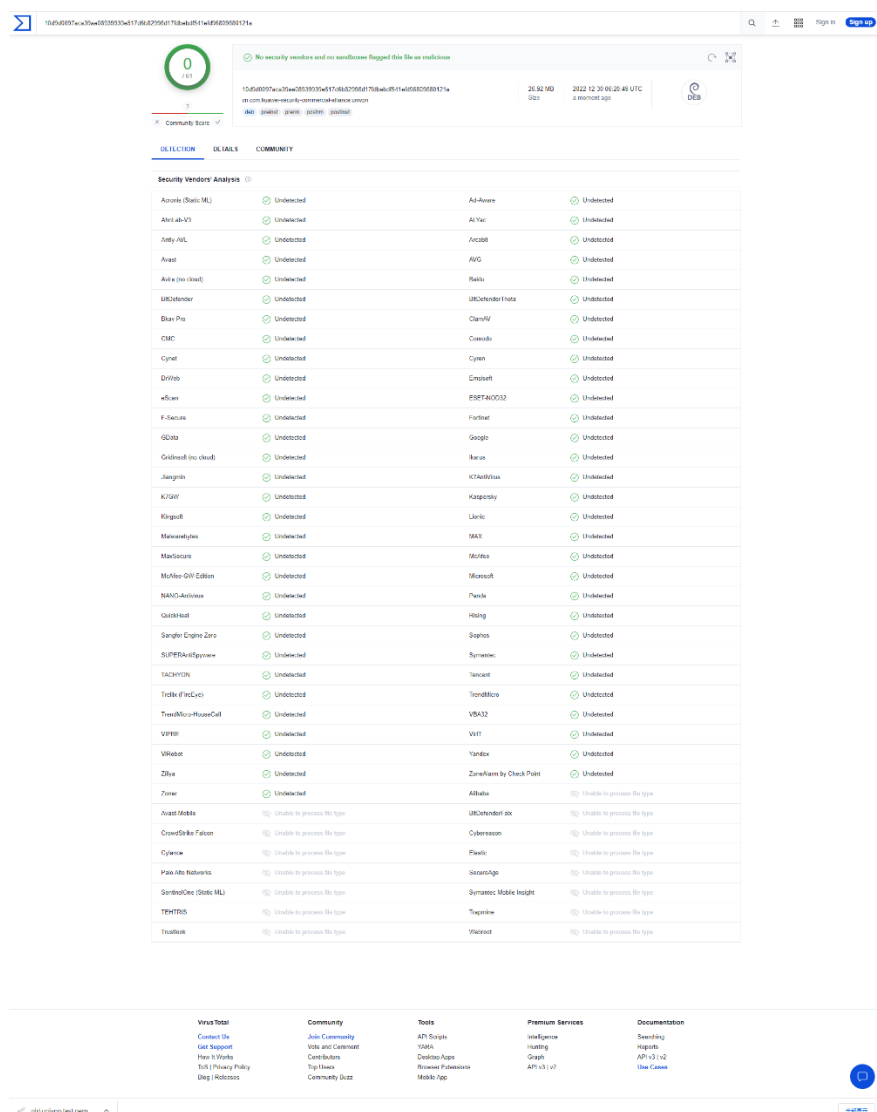 Sign in
Sign up
0
/ 61
No security vendors and no sandboxes flagged this file as malicious
26.92 MB
Size
a moment ago
DEB
deb preinst prerm postrm postinst
?
Community Score
DETECTION DETAILS COMMUNITY
Security Vendors' Analysis
Acronis (Static ML) Undetected Ad-Aware Undetected
AhnLab-V3 Undetected ALYac Undetected
Antiy-AVL Undetected Arcabit Undetected
Avast Undetected AVG Undetected
Avira (no cloud) Undetected Baidu Undetected
BitDefender Undetected BitDefenderTheta Undetected
Bkav Pro Undetected ClamAV Undetected
CMC Undetected Comodo Undetected
Cynet Undetected Cyren Undetected
DrWeb Undetected Emsisoft Undetected
eScan Undetected ESET-NOD32 Undetected
F-Secure Undetected Fortinet Undetected
GData Undetected Google Undetected
Gridinsoft (no cloud) Undetected Ikarus Undetected
Jiangmin Undetected K7AntiVirus Undetected
K7GW Undetected Kaspersky Undetected
Kingsoft Undetected Lionic Undetected
Malwarebytes Undetected MAX Undetected
MaxSecure Undetected McAfee Undetected
McAfee-GW-Edition Undetected Microsoft Undetected
NANO-Antivirus Undetected Panda Undetected
QuickHeal Undetected Rising Undetected
Sangfor Engine Zero Undetected Sophos Undetected
SUPERAntiSpyware Undetected Symantec Undetected
TACHYON Undetected Tencent Undetected
Trellix (FireEye) Undetected TrendMicro Undetected
TrendMicro-HouseCall Undetected VBA32 Undetected
VIPRE Undetected VirIT Undetected
ViRobot Undetected Yandex Undetected
Zillya Undetected ZoneAlarm by Check Point Undetected
Zoner Undetected Alibaba Unable to process file type
Avast-Mobile Unable to process file type BitDefenderFalx Unable to process file type
CrowdStrike Falcon Unable to process file type Cybereason Unable to process file type
Cylance Unable to process file type Elastic Unable to process file type
Palo Alto Networks Unable to process file type SecureAge Unable to process file type
SentinelOne (Static ML) Unable to process file type Symantec Mobile Insight Unable to process file type
TEHTRIS Unable to process file type Trapmine Unable to process file type
Trustlook Unable to process file type Webroot Unable to process file type
VirusTotal Community Tools Premium Services Documentation
Contact Us Join Community API Scripts Intelligence Searching
Get Support Vote and Comment YARA Hunting Reports
How It Works Contributors Desktop Apps Graph API v3 | v2
ToS | Privacy Policy Top Users Browser Extensions API v3 | v2 Use Cases
Blog | Releases Community Buzz Mobile App